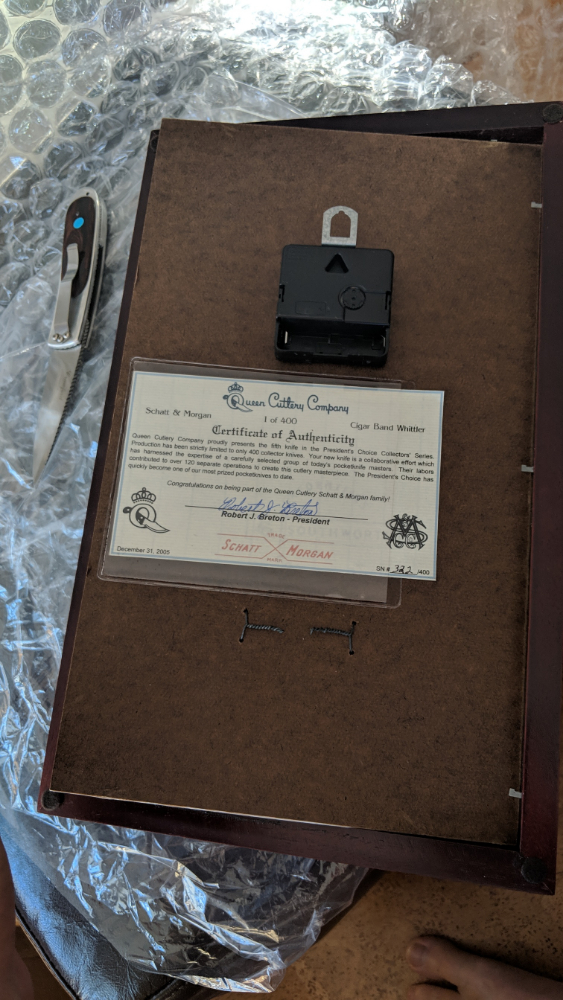 Queen Cutlery Company
Schatt & Morgan
1 of 400
Cigar Band Whittler
Certificate of Authenticity
Queen Cutlery Company proudly presents the fifth knife in the President's Choice Collectors' Series.
Production has been strictly limited to only 400 collector knives. Your new knife is a collaborative effort which
has harnessed the expertise of a carefully selected group of today's pocketknife masters. Their labors
contributed to over 120 separate operations to create this cutlery masterpiece. The President's Choice has
quickly become one of our most prized pocketknives to date.
Congratulations on being part of the Queen Cutlery Schatt & Morgan family!
Robert J. Breton
Robert J. Breton - President
TRADE
SCHATT MORGAN
MARK
December 31, 2005
SN # 322 /400